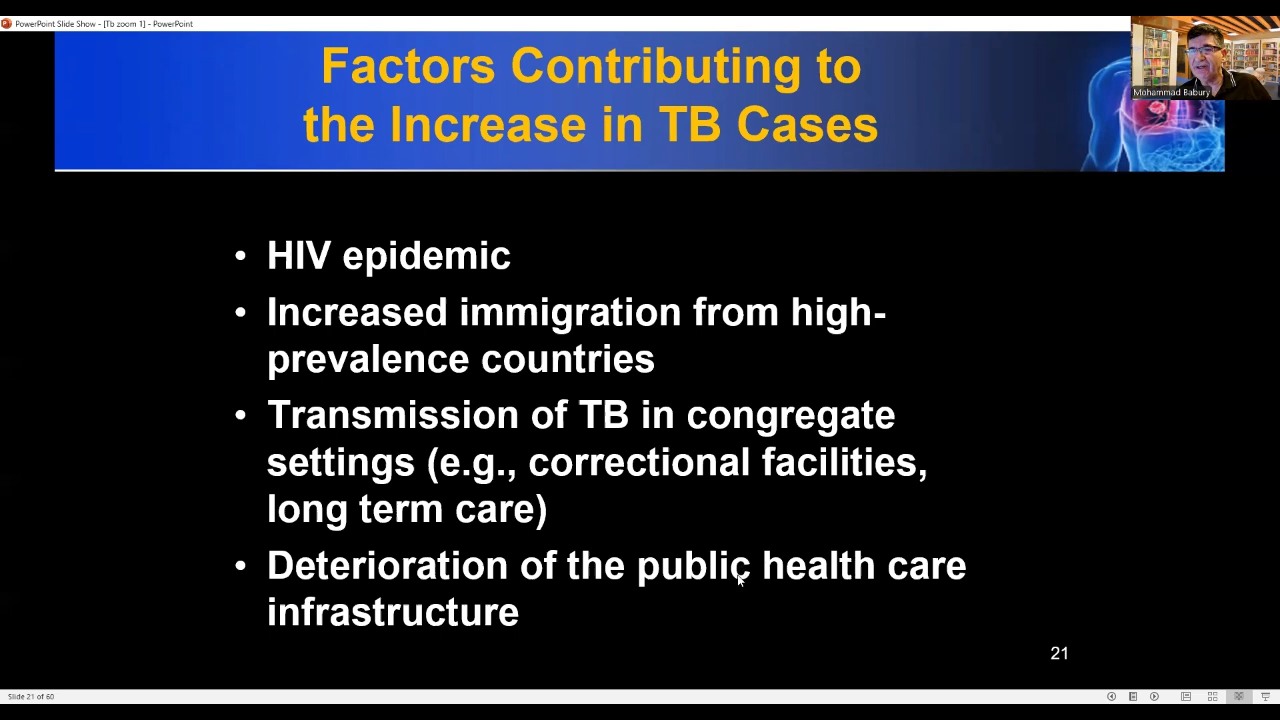 PowerPoint Slide Show - [Tb zoom 1] - PowerPoint
Mohammad Babury
Factors Contributing to
the Increase in TB Cases
• HIV epidemic
• Increased immigration from high-
prevalence countries
• Transmission of TB in congregate
settings (e.g., correctional facilities,
long term care)
• Deterioration of the public health care
infrastructure
21
Slide 21 of 60